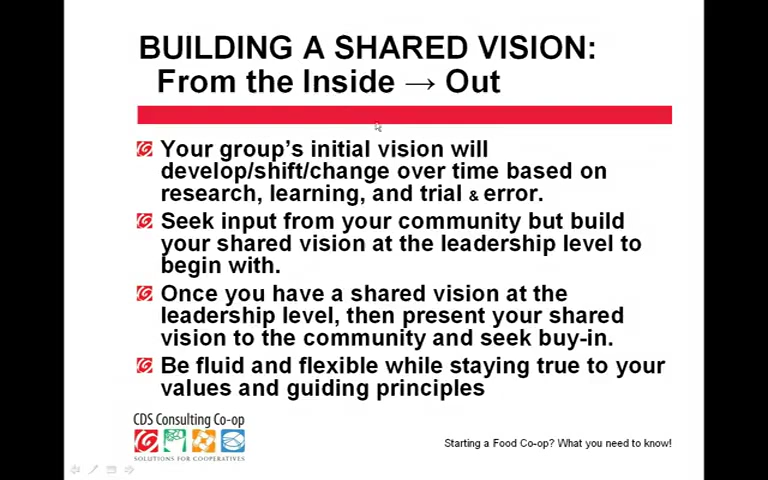 BUILDING A SHARED VISION:
From the Inside → Out
Your group's initial vision will
develop/shift/change over time based on
research, learning, and trial & error.
Seek input from your community but build
your shared vision at the leadership level to
begin with.
Once you have a shared vision at the
leadership level, then present your shared
vision to the community and seek buy-in.
Be fluid and flexible while staying true to your
values and guiding principles
CDS Consulting Co-op
SOLUTIONS FOR COOPERATIVES
Starting a Food Co-op? What you need to know!